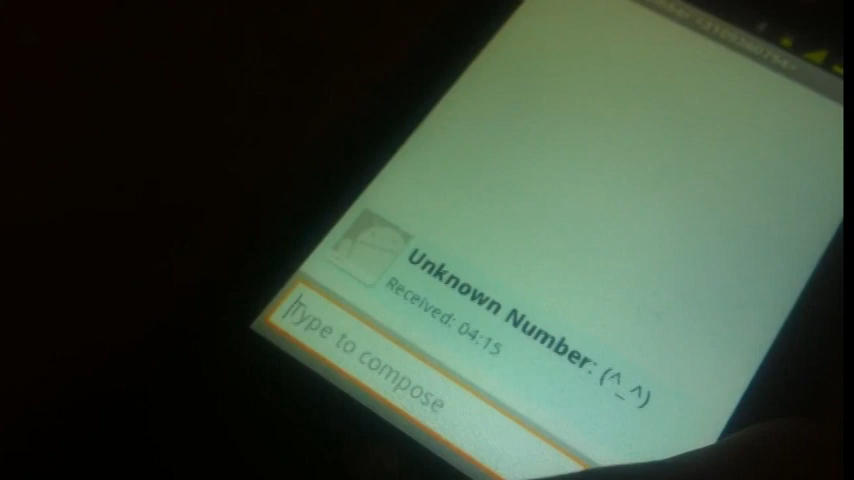 Unknown Number: (^_^)
Received: 04:15
Type to compose